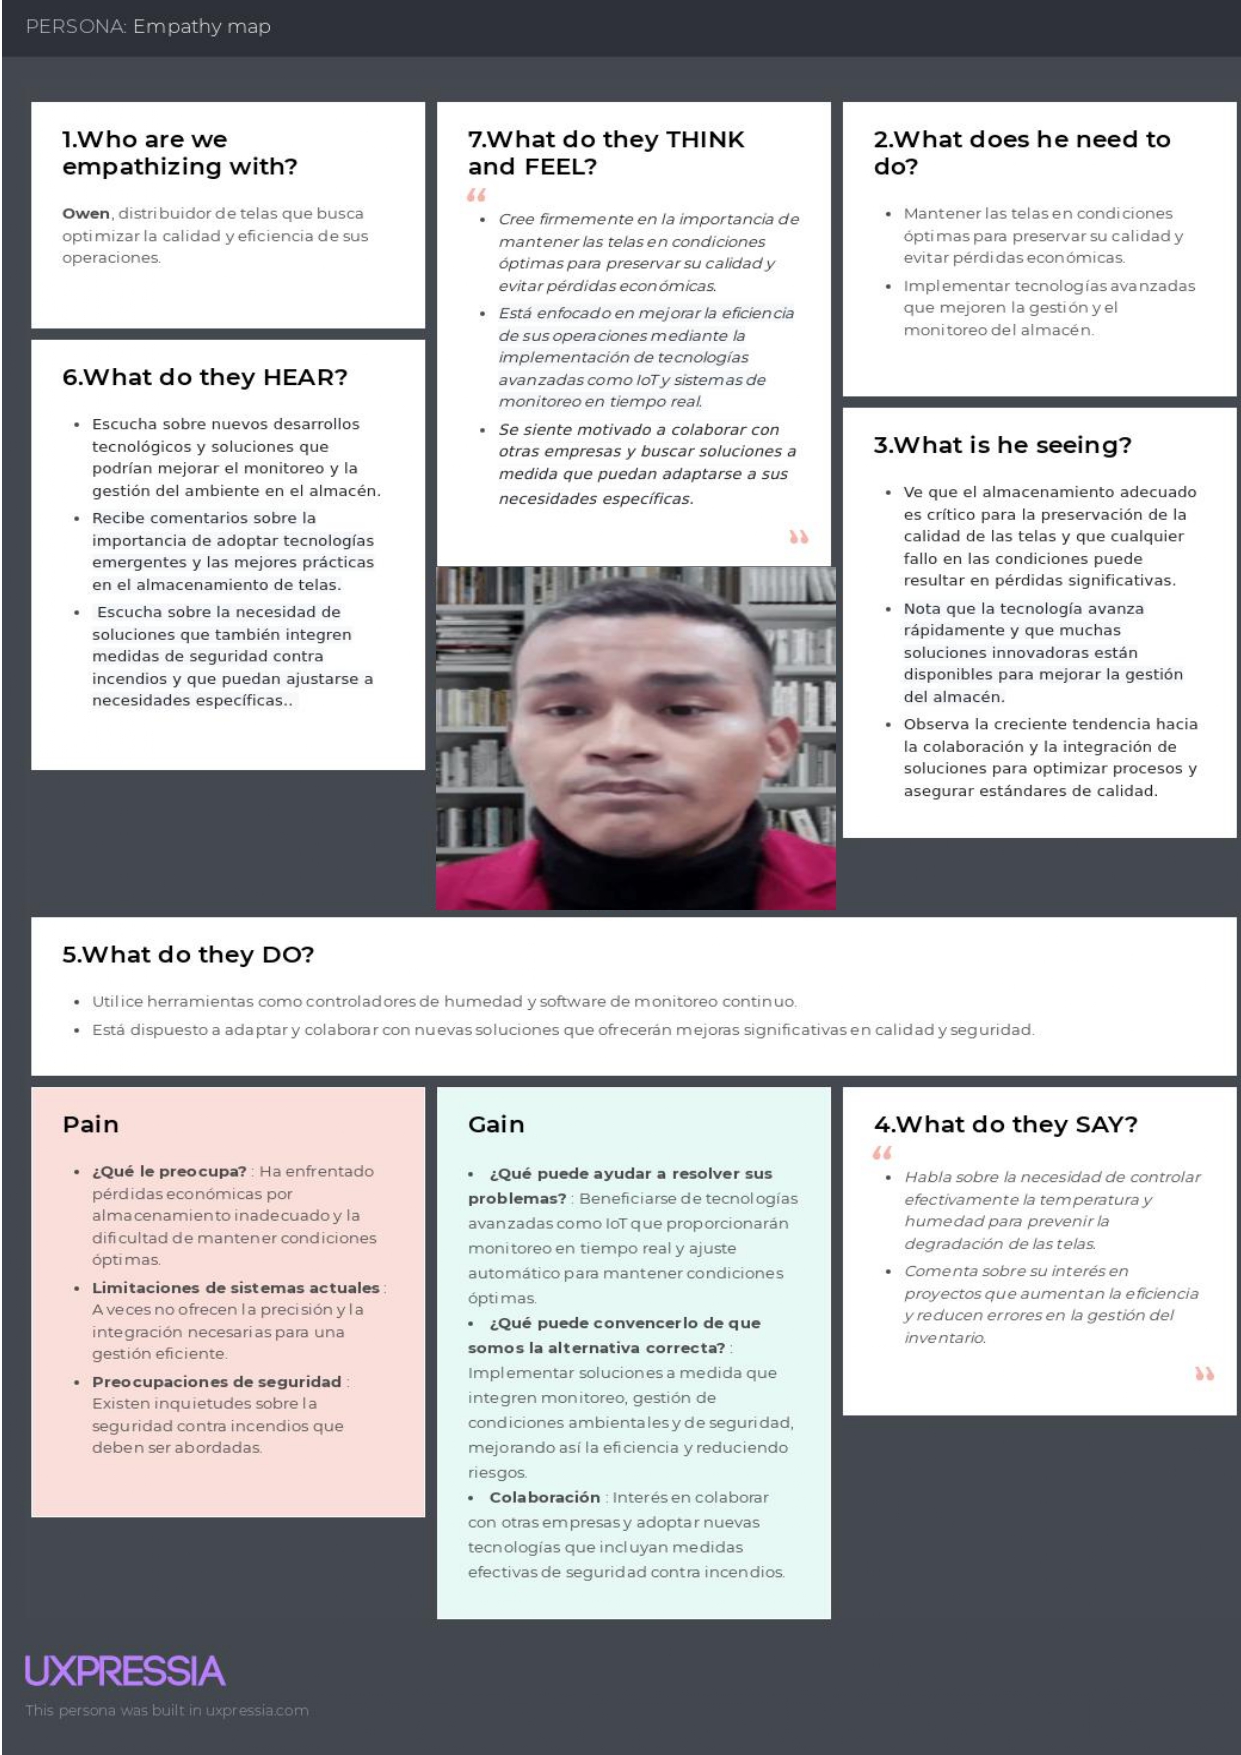 PERSONA: Empathy map
1.Who are we
empathizing with?
Owen, distribuidor de telas que busca
optimizar la calidad y eficiencia de sus
operaciones.
6.What do they HEAR?
• Escucha sobre nuevos desarrollos
tecnológicos y soluciones que
podrían mejorar el monitoreo y la
gestión del ambiente en el almacén.
• Recibe comentarios sobre la
importancia de adoptar tecnologías
emergentes y las mejores prácticas
en el almacenamiento de telas.
• Escucha sobre la necesidad de
soluciones que también integren
medidas de seguridad contra
incendios y que puedan ajustarse a
necesidades específicas..
7.What do they THINK
and FEEL?
“
• Cree firmemente en la importancia de
mantener las telas en condiciones
óptimas para preservar su calidad y
evitar pérdidas económicas.
• Está enfocado en mejorar la eficiencia
de sus operaciones mediante la
implementación de tecnologías
avanzadas como IoT y sistemas de
monitoreo en tiempo real.
• Se siente motivado a colaborar con
otras empresas y buscar soluciones a
medida que puedan adaptarse a sus
necesidades específicas.
”
2.What does he need to
do?
• Mantener las telas en condiciones
óptimas para preservar su calidad y
evitar pérdidas económicas.
• Implementar tecnologías avanzadas
que mejoren la gestión y el
monitoreo del almacén.
3.What is he seeing?
• Ve que el almacenamiento adecuado
es crítico para la preservación de la
calidad de las telas y que cualquier
fallo en las condiciones puede
resultar en pérdidas significativas.
• Nota que la tecnología avanza
rápidamente y que muchas
soluciones innovadoras están
disponibles para mejorar la gestión
del almacén.
• Observa la creciente tendencia hacia
la colaboración y la integración de
soluciones para optimizar procesos y
asegurar estándares de calidad.
5.What do they DO?
• Utilice herramientas como controladores de humedad y software de monitoreo continuo.
• Está dispuesto a adaptar y colaborar con nuevas soluciones que ofrecerán mejoras significativas en calidad y seguridad.
Pain
• ¿Qué le preocupa? : Ha enfrentado
pérdidas económicas por
almacenamiento inadecuado y la
dificultad de mantener condiciones
óptimas.
• Limitaciones de sistemas actuales :
A veces no ofrecen la precisión y la
integración necesarias para una
gestión eficiente.
• Preocupaciones de seguridad :
Existen inquietudes sobre la
seguridad contra incendios que
deben ser abordadas.
Gain
• ¿Qué puede ayudar a resolver sus
problemas? : Beneficiarse de tecnologías
avanzadas como IoT que proporcionarán
monitoreo en tiempo real y ajuste
automático para mantener condiciones
óptimas.
• ¿Qué puede convencerlo de que
somos la alternativa correcta? :
Implementar soluciones a medida que
integren monitoreo, gestión de
condiciones ambientales y de seguridad,
mejorando así la eficiencia y reduciendo
riesgos.
• Colaboración : Interés en colaborar
con otras empresas y adoptar nuevas
tecnologías que incluyan medidas
efectivas de seguridad contra incendios.
4.What do they SAY?
“
• Habla sobre la necesidad de controlar
efectivamente la temperatura y
humedad para prevenir la
degradación de las telas.
• Comenta sobre su interés en
proyectos que aumentan la eficiencia
y reducen errores en la gestión del
inventario.
”
UXPRESSIA
This persona was built in uxpressia.com